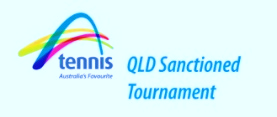 tennis
Australia's Favourite
QLD Sanctioned
Tournament